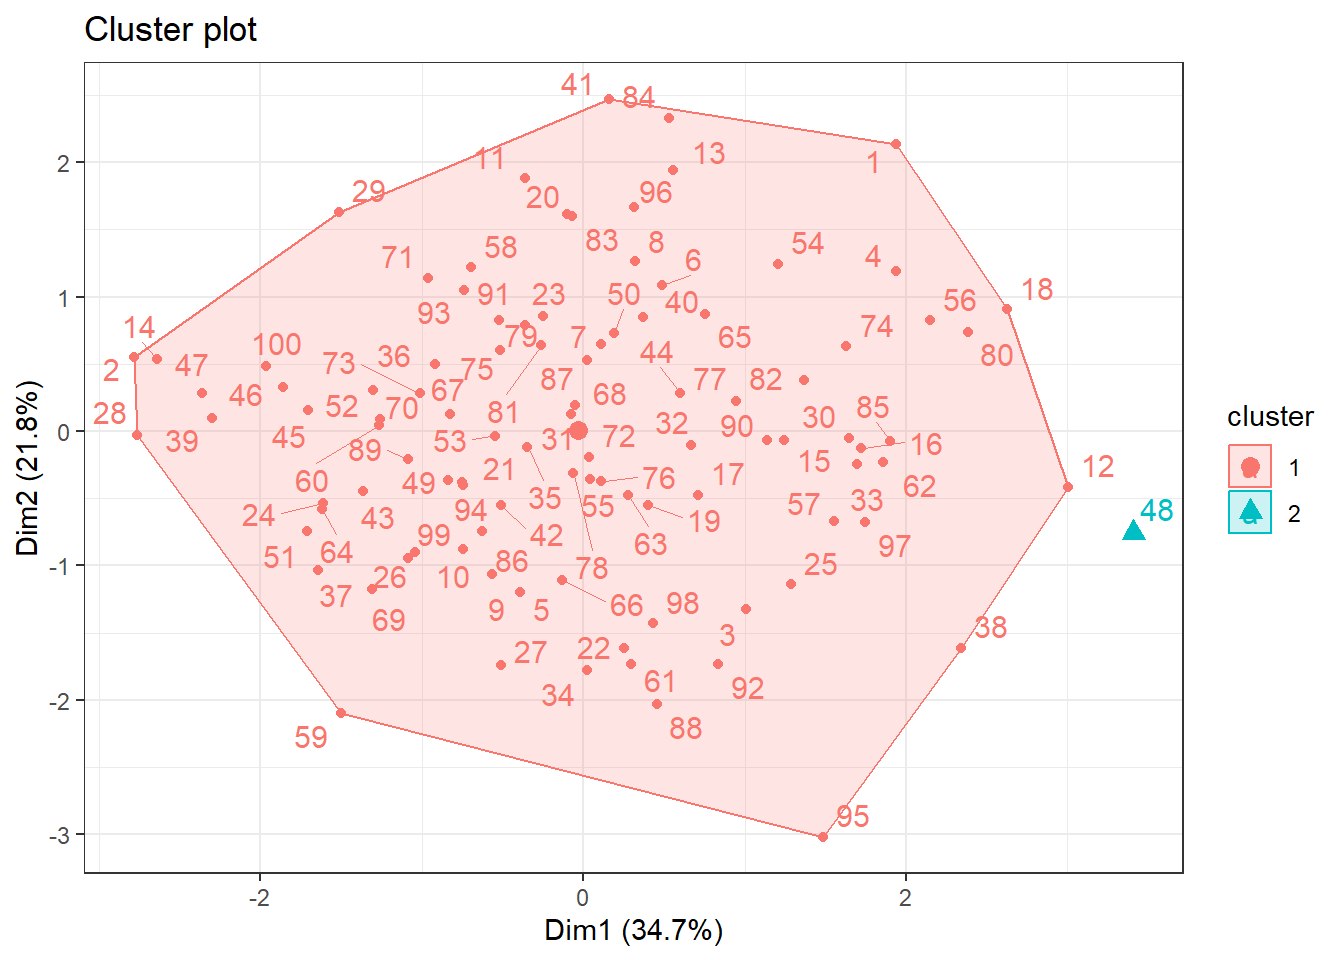 Cluster plot
41 84
11 13 1
29 20 96
71 58 83 8 6 54 4
93 91 23 50 40 56 18
14 100 79 7 65 74 80
2 47 73 36 75 44
46 67 87 68 77 82
28 52 70 81 30 85
39 45 89 53 31 72 32 90 16 12
60 49 21 76 17 15 62
24 43 94 35 55 57 33 48
51 64 99 42 63 19 97
37 26 10 86 78 25
69 9 5 66 98
27 22 3 38
34 61 92
59 88
95
2
1
0
-1
-2
-3
-2 0 2
Dim1 (34.7%)
Dim2 (21.8%)
cluster
a 1
a 2